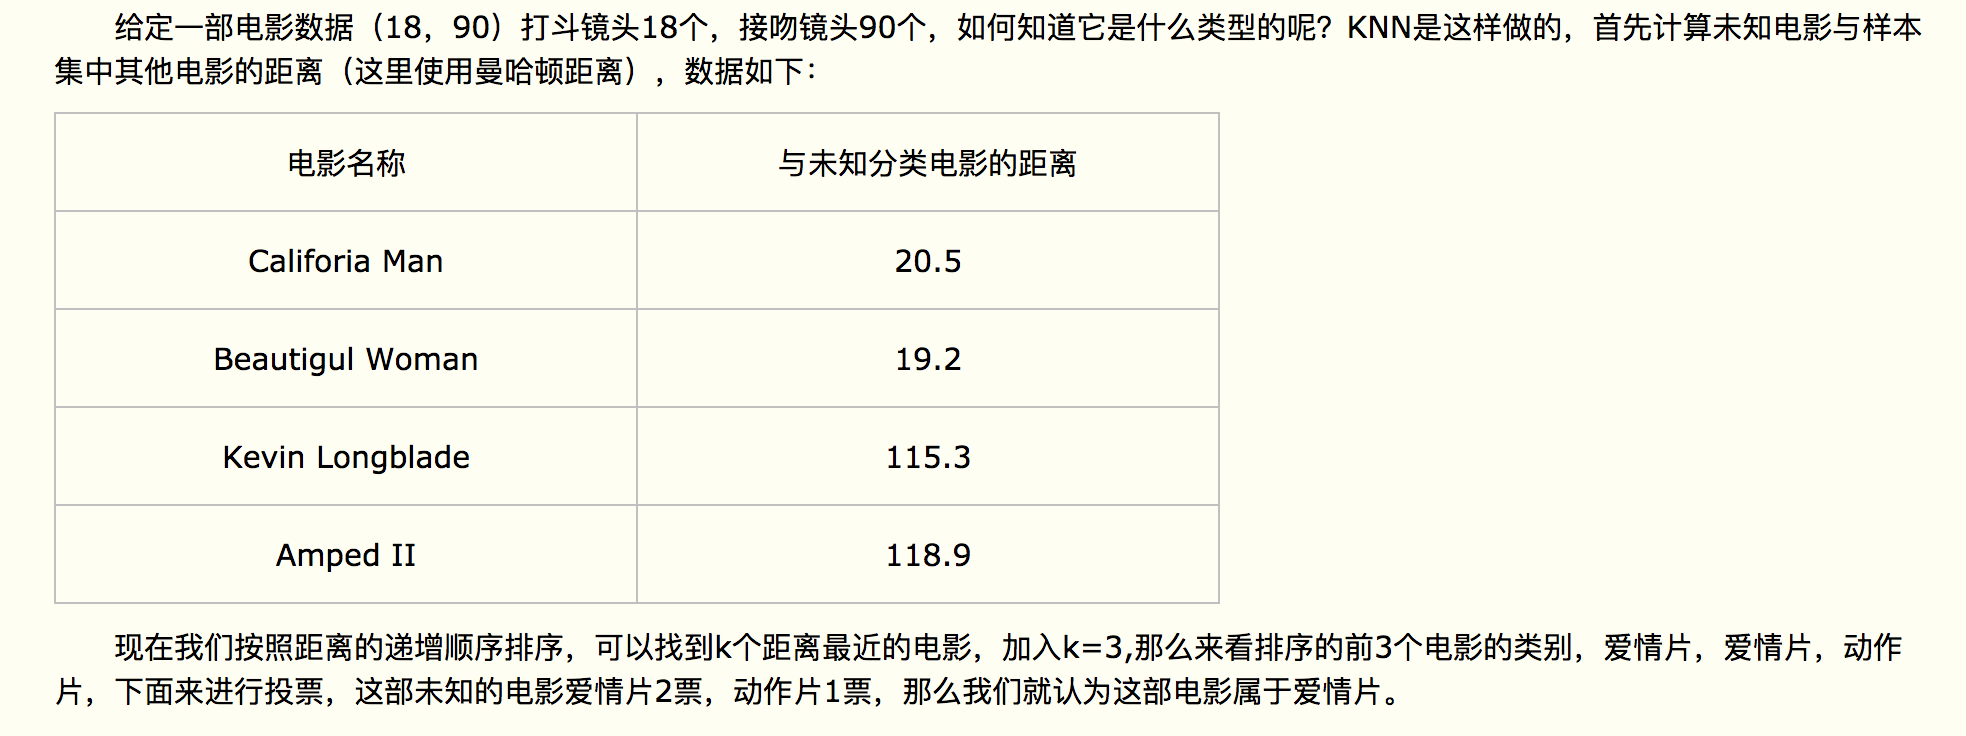 给定一部电影数据（18，90）打斗镜头18个，接吻镜头90个，如何知道它是什么类型的呢？KNN是这样做的，首先计算未知电影与样本
集中其他电影的距离（这里使用曼哈顿距离），数据如下：
电影名称 与未知分类电影的距离
Califoria Man 20.5
Beautigul Woman 19.2
Kevin Longblade 115.3
Amped II 118.9
现在我们按照距离的递增顺序排序，可以找到k个距离最近的电影，加入k=3,那么来看排序的前3个电影的类别，爱情片，爱情片，动作
片，下面来进行投票，这部未知的电影爱情片2票，动作片1票，那么我们就认为这部电影属于爱情片。